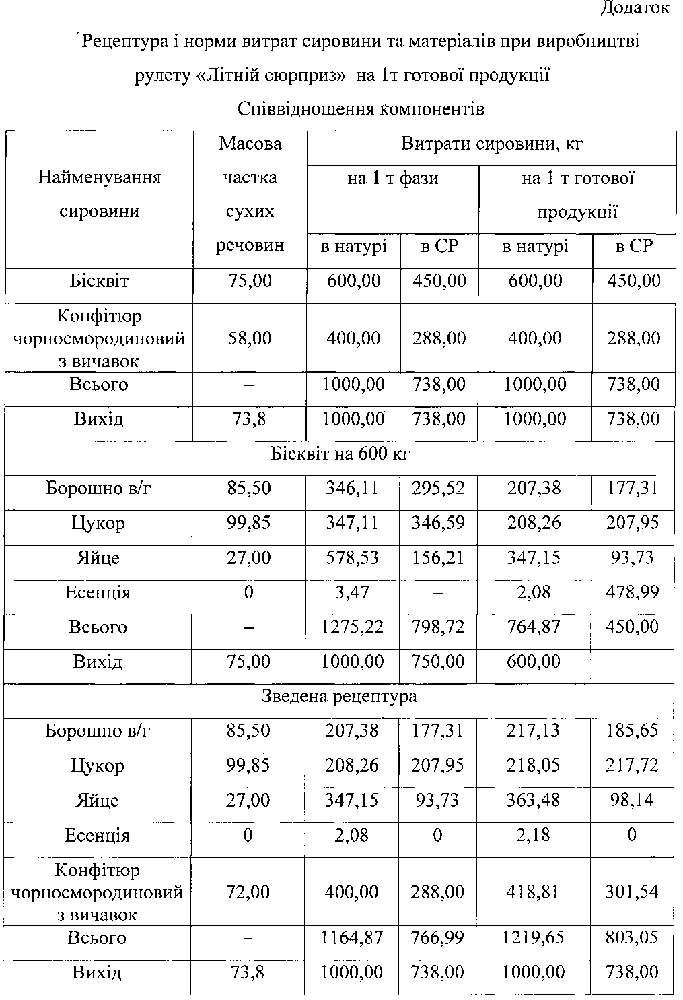 Додаток
Рецептура і норми витрат сировини та матеріалів при виробництві
рулету «Літній сюрприз» на 1т готової продукції
Співвідношення компонентів
Найменування сировини Масова частка сухих речовин Витрати сировини, кг
на 1 т фази на 1 т готової продукції
в натурі в СР в натурі в СР
Бісквіт 75,00 600,00 450,00 600,00 450,00
Конфітюр
чорносмородиновий 58,00 400,00 288,00 400,00 288,00
з вичавок
Всього – 1000,00 738,00 1000,00 738,00
Вихід 73,8 1000,00 738,00 1000,00 738,00
Бісквіт на 600 кг
Борошно в/г 85,50 346,11 295,52 207,38 177,31
Цукор 99,85 347,11 346,59 208,26 207,95
Яйце 27,00 578,53 156,21 347,15 93,73
Есенція 0 3,47 – 2,08 478,99
Всього – 1275,22 798,72 764,87 450,00
Вихід 75,00 1000,00 750,00 600,00
Зведена рецептура
Борошно в/г 85,50 207,38 177,31 217,13 185,65
Цукор 99,85 208,26 207,95 218,05 217,72
Яйце 27,00 347,15 93,73 363,48 98,14
Есенція 0 2,08 0 2,18 0
Конфітюр
чорносмородиновий 72,00 400,00 288,00 418,81 301,54
з вичавок
Всього – 1164,87 766,99 1219,65 803,05
Вихід 73,8 1000,00 738,00 1000,00 738,00